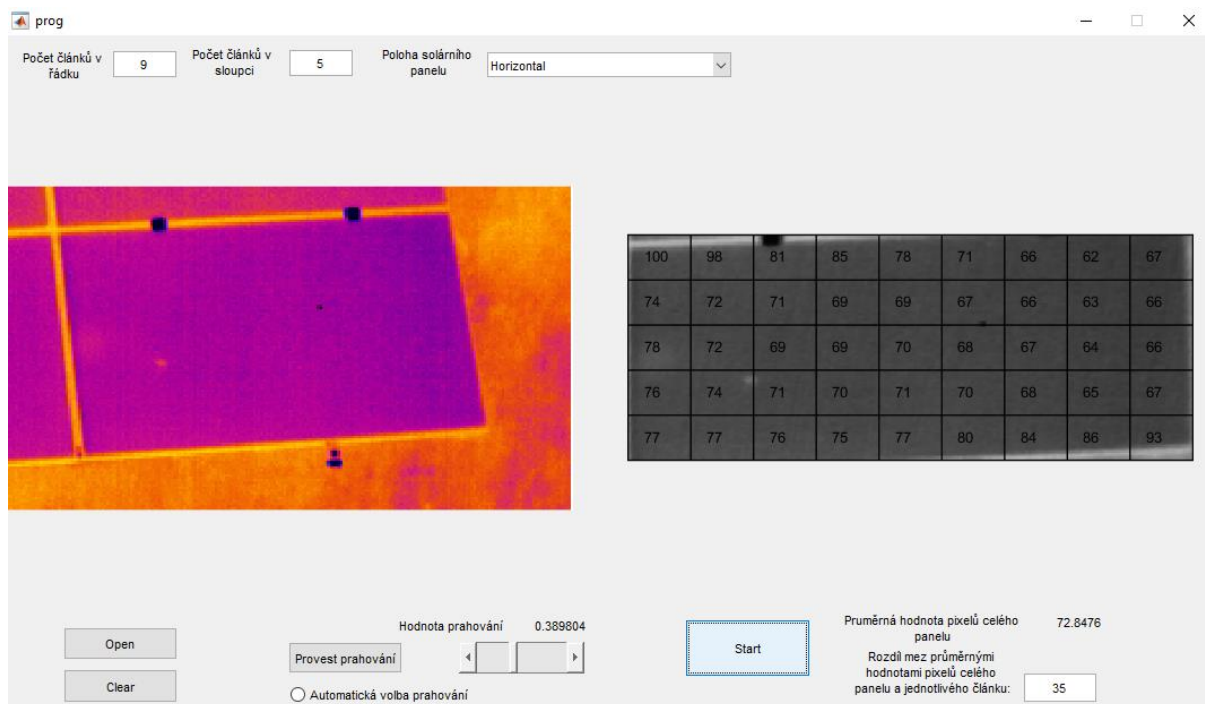 prog
Počet článků v
řádku
9
Počet článků v
sloupci
5
Poloha solárního
panelu
Horizontal
100 98 81 85 78 71 66 62 67
74 72 71 69 69 67 66 63 66
78 72 69 69 70 68 67 64 66
76 74 71 70 71 70 68 65 67
77 77 76 75 77 80 84 86 93
Open
Clear
Hodnota prahování 0.389804
Provest prahování
Automatická volba prahování
Start
Pruměrná hodnota pixelů celého
panelu
72.8476
Rozdíl mez průměrnými
hodnotami pixelů celého
panelu a jednotlivého článku:
35